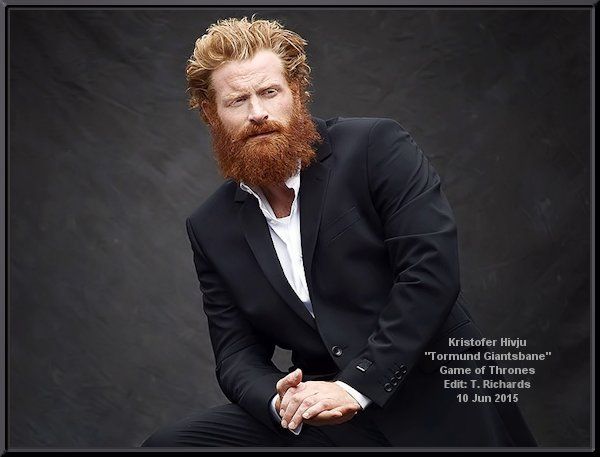 Kristofer Hivju
"Tormund Giantsbane"
Game of Thrones
Edit: T. Richards
10 Jun 2015